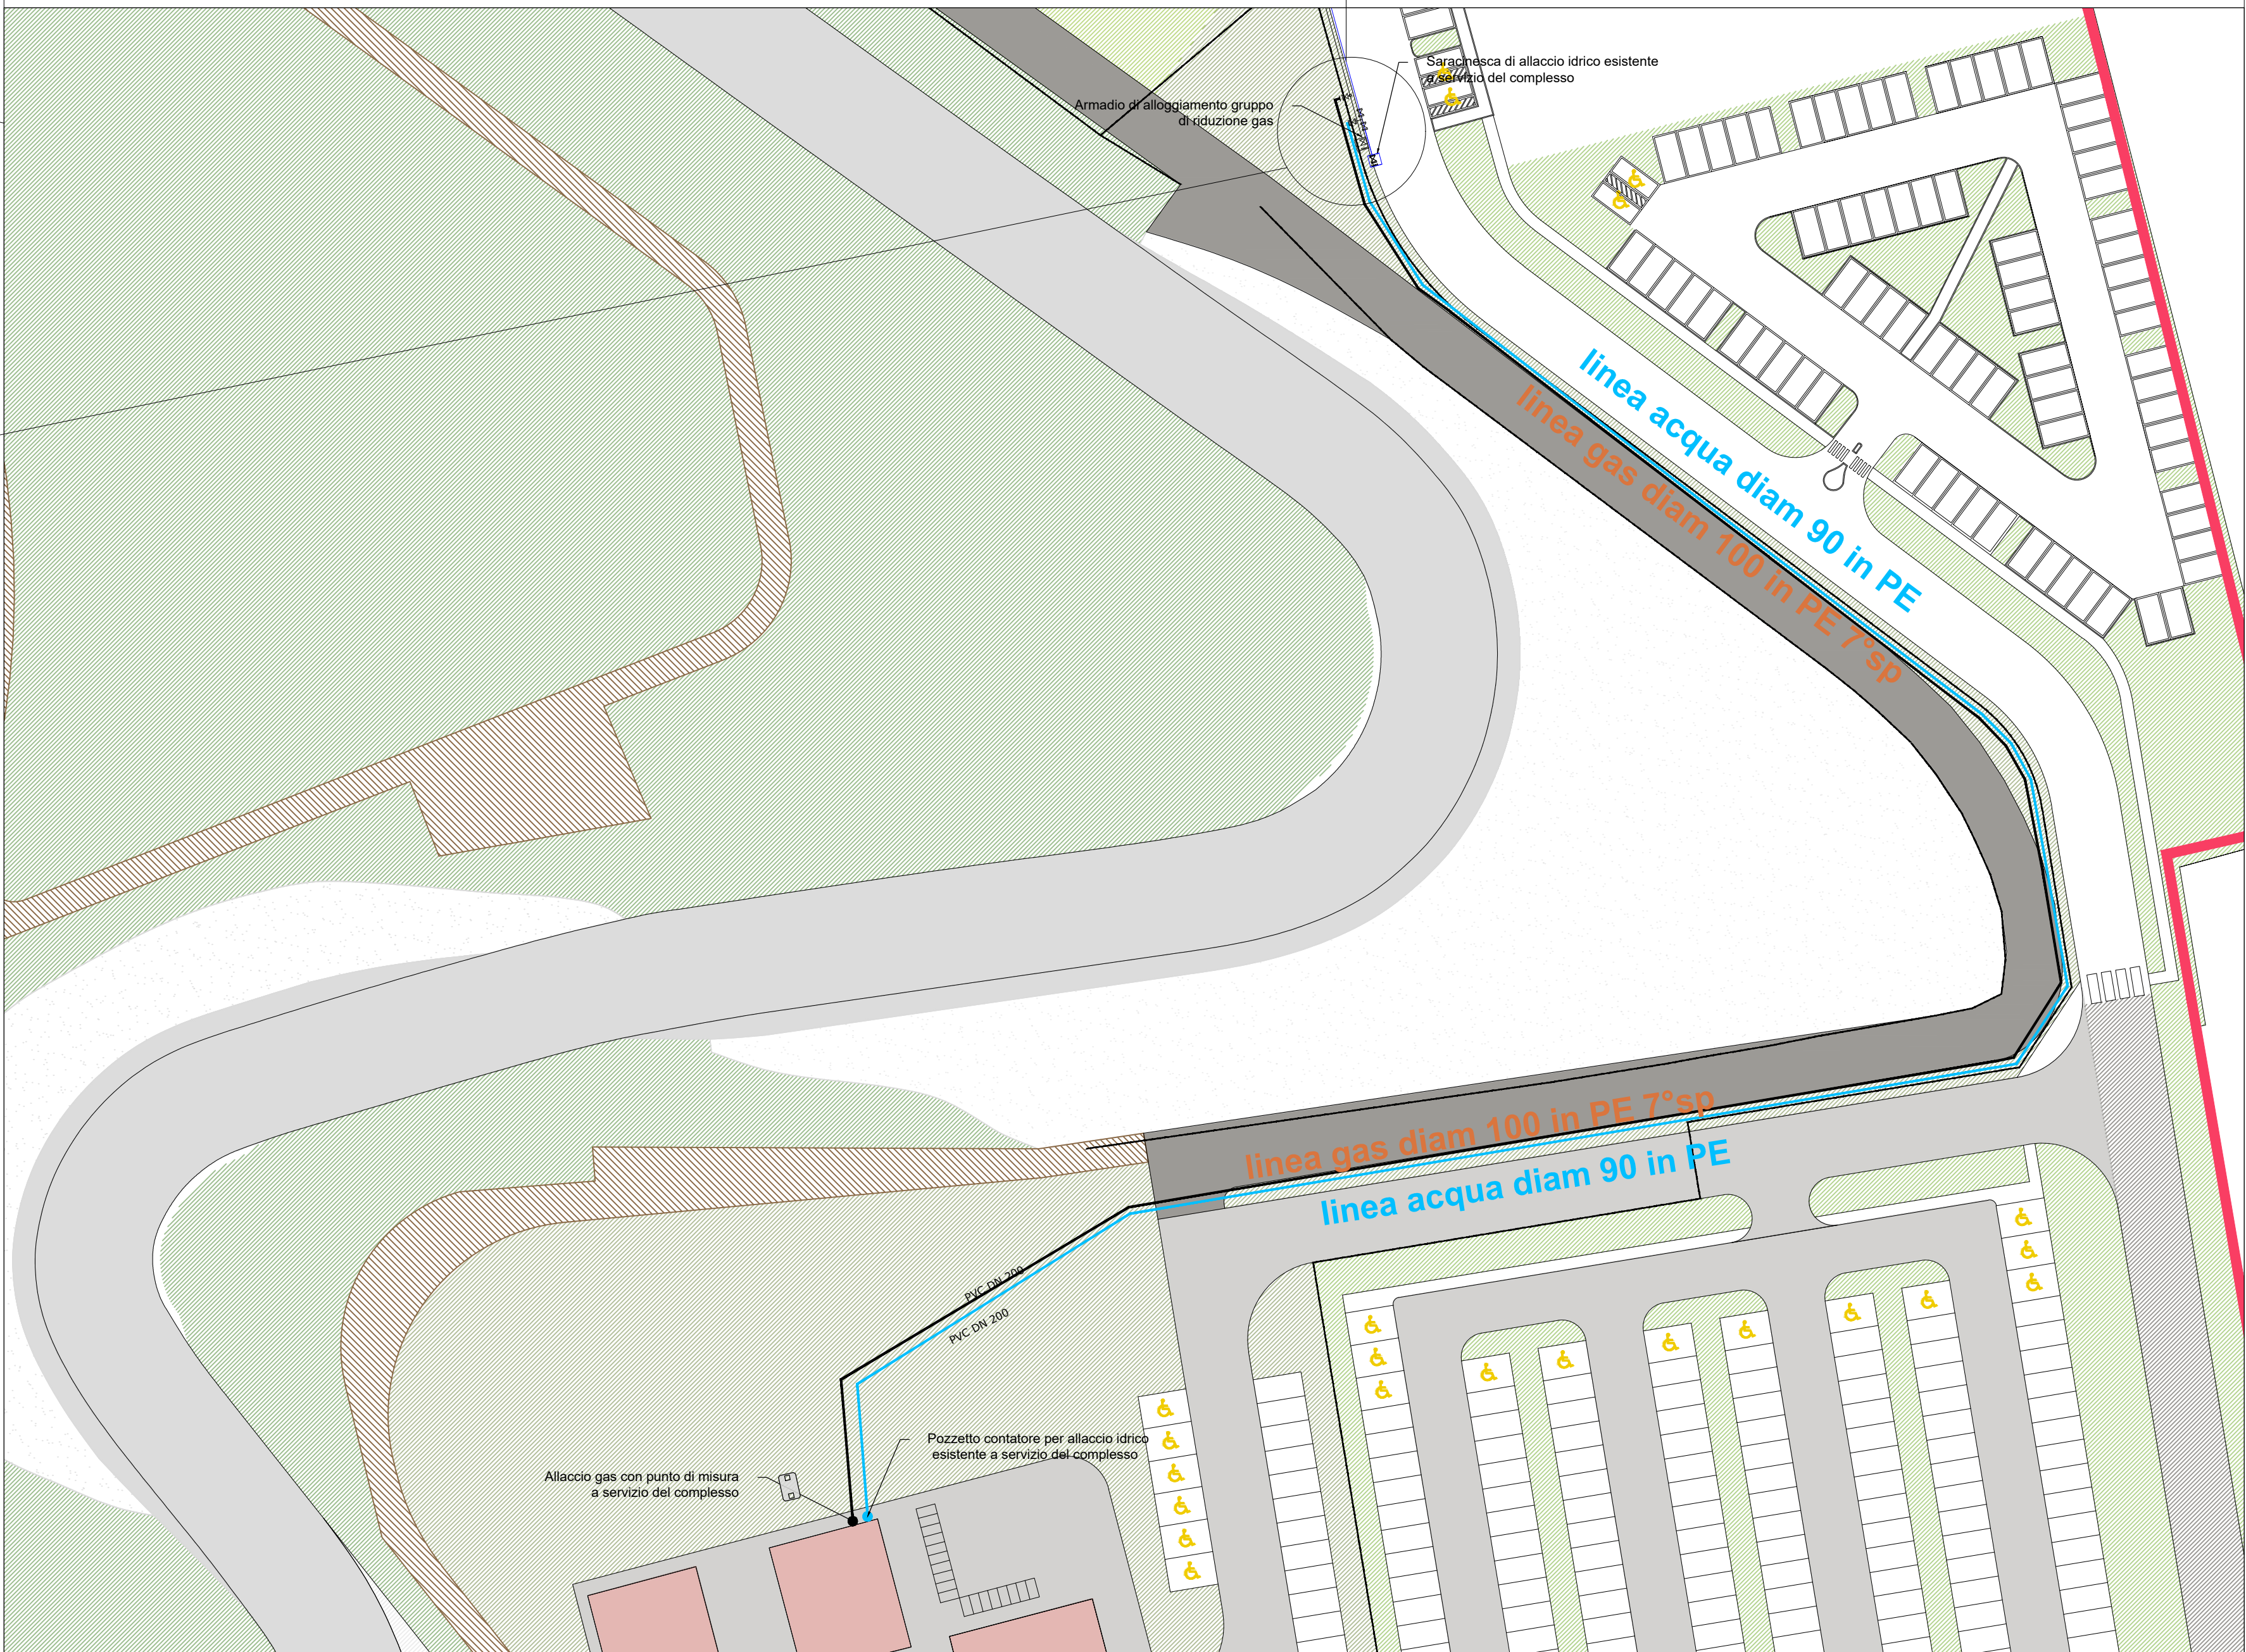 Saracinesca di allaccio idrico esistente
a servizio del complesso
Armadio di alloggiamento gruppo
di riduzione gas
linea acqua diam 90 in PE
linea gas diam 100 in PE 7°sp
linea gas diam 100 in PE 7°sp
linea acqua diam 90 in PE
PVC DN 200
PVC DN 200
Pozzetto contatore per allaccio idrico
esistente a servizio del complesso
Allaccio gas con punto di misura
a servizio del complesso